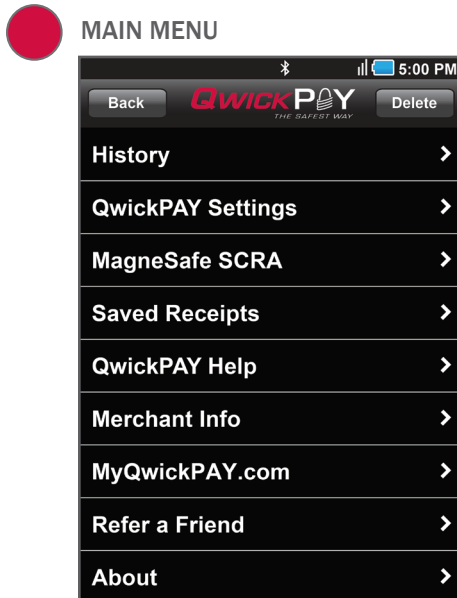 MAIN MENU
5:00 PM
Back QWICKPAY Delete
THE SAFEST WAY
History
QwickPAY Settings
MagneSafe SCRA
Saved Receipts
QwickPAY Help
Merchant Info
MyQwickPAY.com
Refer a Friend
About